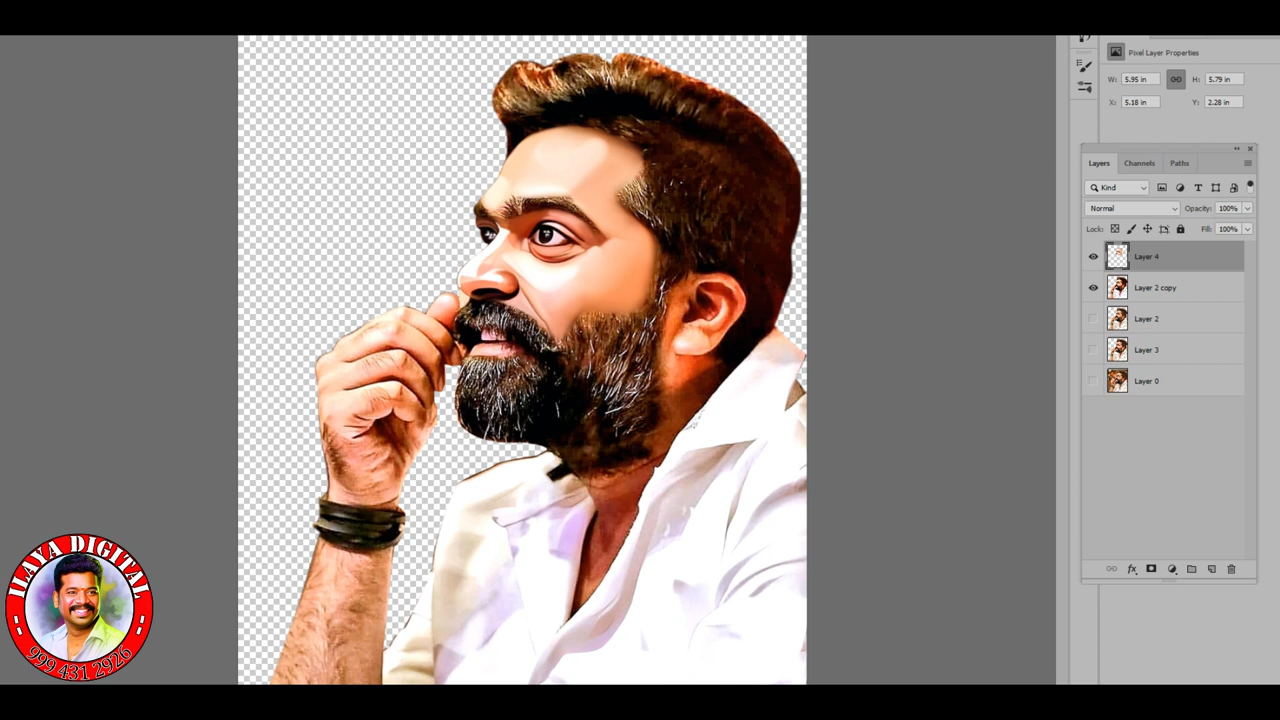 Pixel Layer Properties
W: 5.95 in
H: 5.79 in
X: 5.18 in
Y: 2.28 in
Layers Channels Paths
Kind
Normal Opacity: 100%
Lock: Fill: 100%
Layer 4
Layer 2 copy
Layer 2
Layer 3
Layer 0
fx
ILAYA DIGITAL
999 431 2926